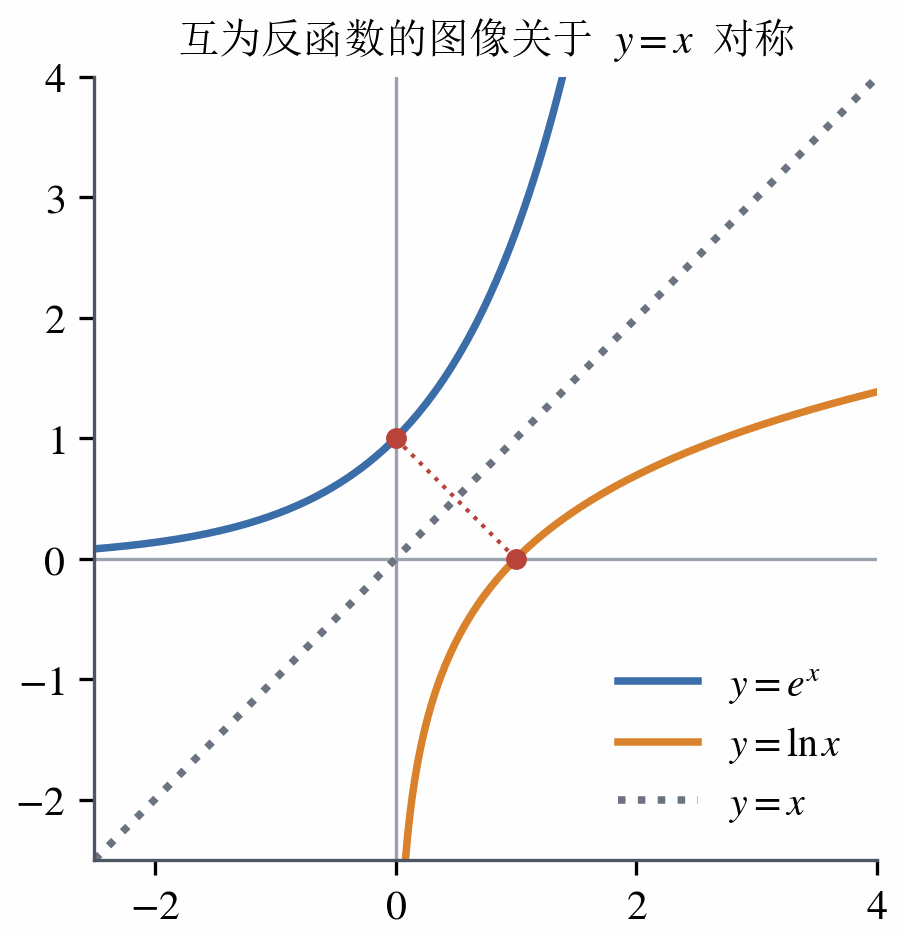 互为反函数的图像关于 y = x 对称
4
3
2
1
0
−1
−2
−2 0 2 4
y = eˣ
y = ln x
y = x